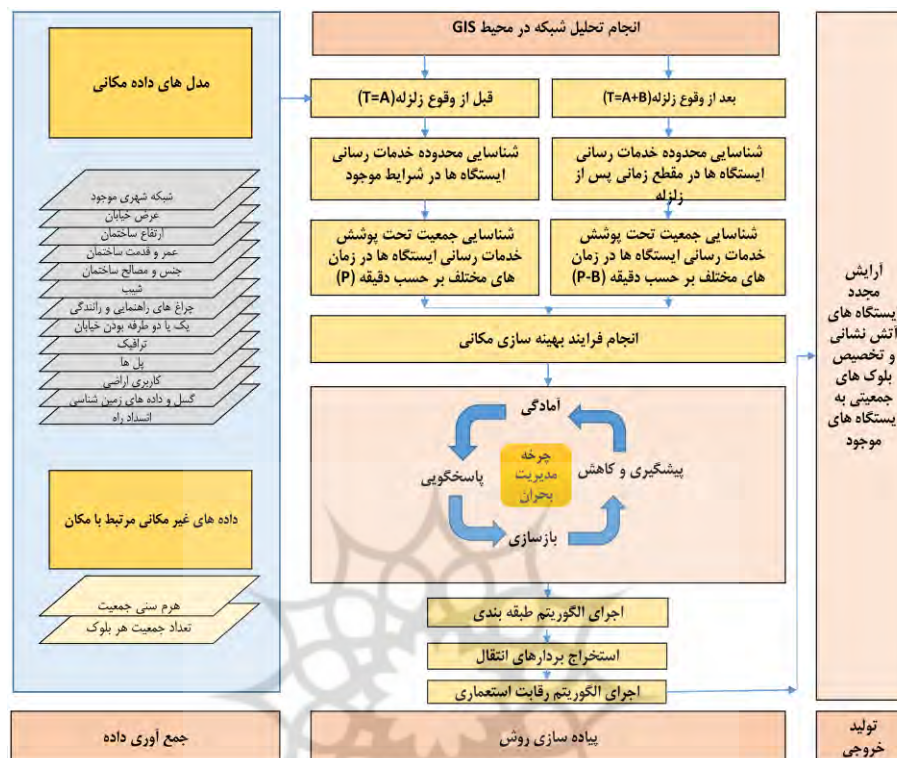 انجام تحلیل شبکه در محیط GIS
مدل های داده مکانی
قبل از وقوع زلزله(T=A)
بعد از وقوع زلزله(T=A+B)
شناسایی محدوده خدمات رسانی
ایستگاه ها در شرایط موجود
شناسایی محدوده خدمات رسانی
ایستگاه ها در مقطع زمانی پس از
زلزله
شناسایی جمعیت تحت پوشش
خدمات رسانی ایستگاه ها در زمان
های مختلف بر حسب دقیقه (P)
شناسایی جمعیت تحت پوشش
خدمات رسانی ایستگاه ها در زمان
های مختلف بر حسب دقیقه (P-B)
انجام فرایند بهینه سازی مکانی
شبکه شهری موجود
عرض خیابان
ارتفاع ساختمان
عمر و قدمت ساختمان
جنس و مصالح ساختمان
شیب
چراغ های راهنمایی و رانندگی
یک یا دو طرفه بودن خیابان
ترافیک
پل ها
کاربری اراضی
گسل و داده های زمین شناسی
انسداد راه
داده های غیر مکانی مرتبط با مکان
هرم سنی جمعیت
تعداد جمعیت هر بلوک
آمادگی
پاسخگویی
چرخه
مدیریت
بحران
پیشگیری و کاهش
بازسازی
اجرای الگوریتم طبقه بندی
استخراج بردارهای انتقال
اجرای الگوریتم رقابت استعماری
آرایش
مجدد
ایستگاه های
آتش نشانی
و تخصیص
بلوک های
جمعیتی به
ایستگاه های
موجود
جمع آوری داده
پیاده سازی روش
تولید
خروجی